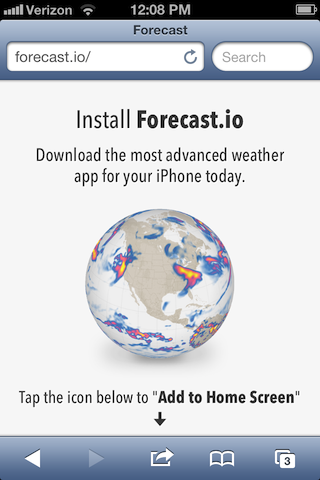 Verizon 12:08 PM
Forecast
forecast.io/ Search
Install Forecast.io
Download the most advanced weather
app for your iPhone today.
Tap the icon below to "Add to Home Screen"
3